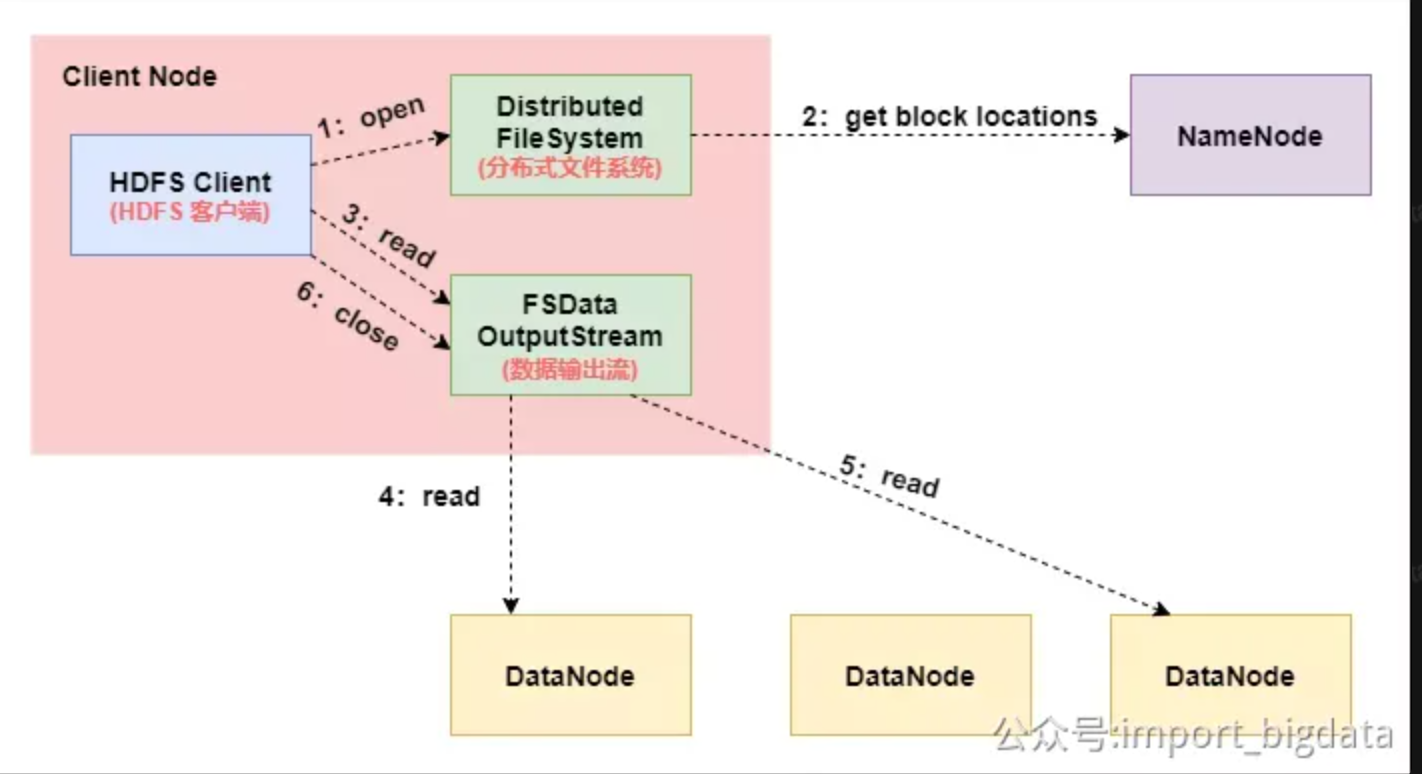 Client Node
1：open
Distributed
FileSystem
(分布式文件系统)
2：get block locations
NameNode
HDFS Client
(HDFS 客户端)
3：read
6：close
FSData
OutputStream
(数据输出流)
4：read
5：read
DataNode
DataNode
DataNode
公众号:import_bigdata